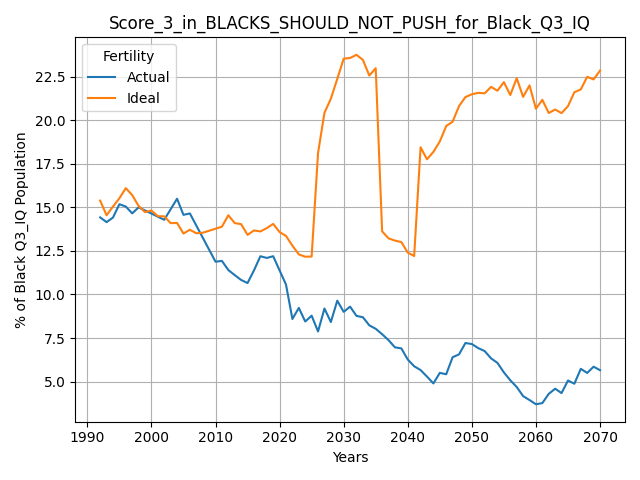 Score_3_in_BLACKS_SHOULD_NOT_PUSH_for_Black_Q3_IQ
Fertility
Actual
Ideal
% of Black Q3_IQ Population
22.5
20.0
17.5
15.0
12.5
10.0
7.5
5.0
1990 2000 2010 2020 2030 2040 2050 2060 2070
Years